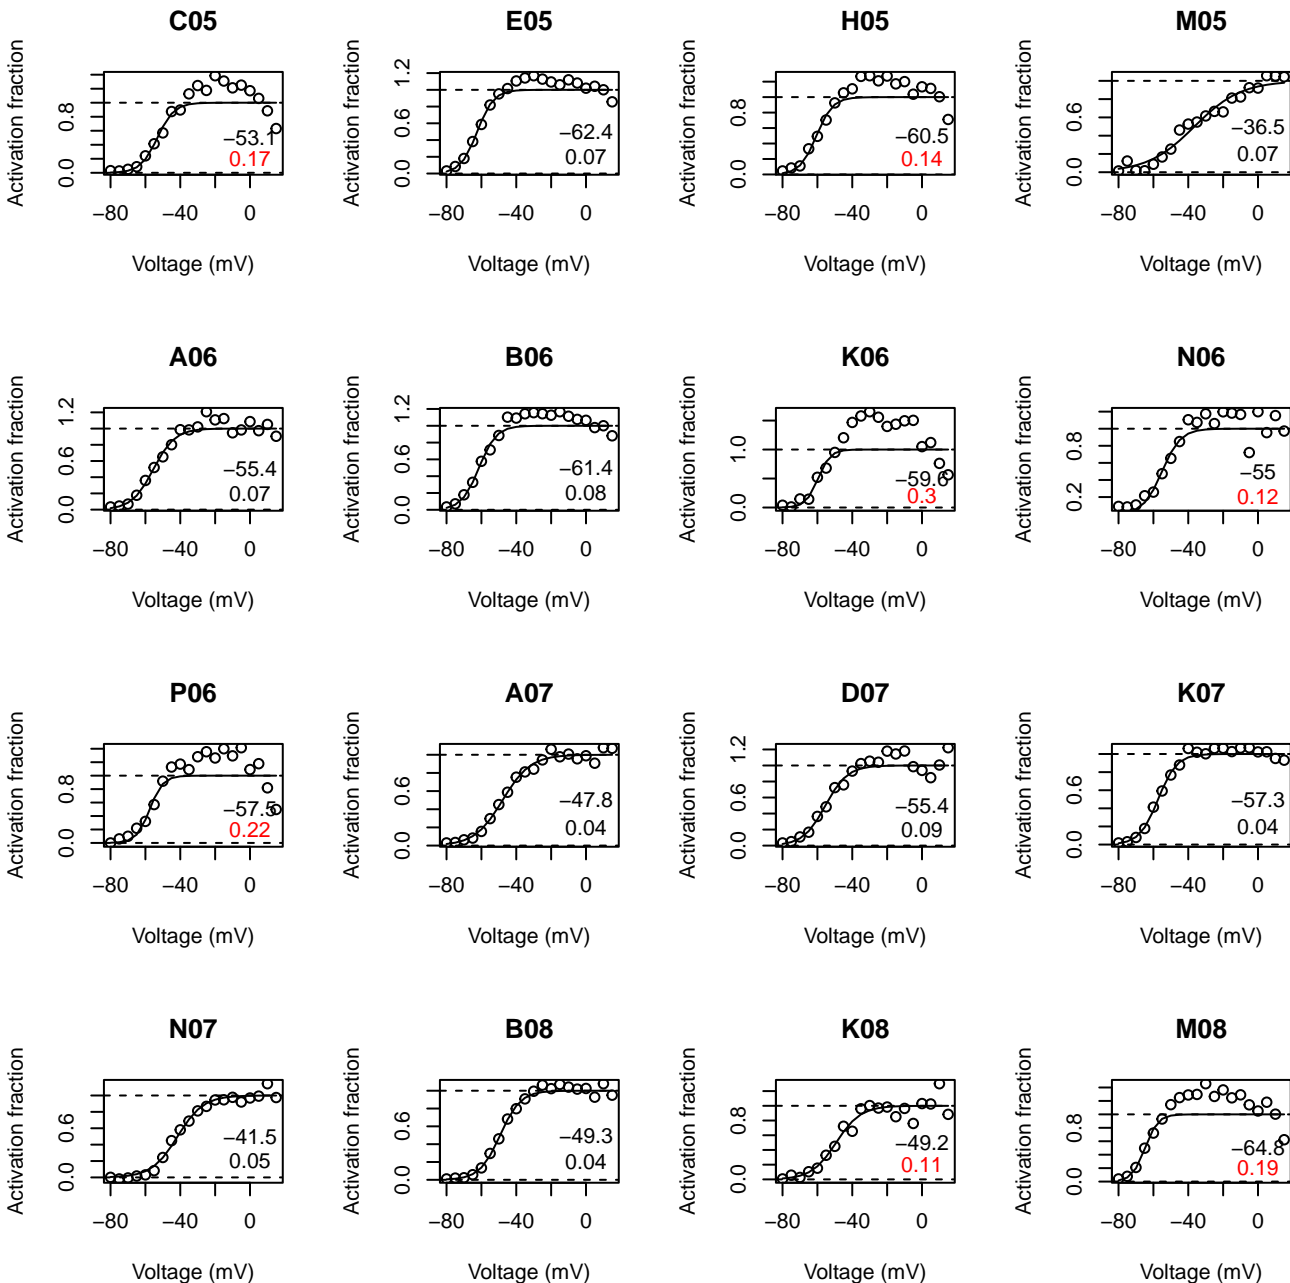 C05
Activation fraction
0.8
0.0
−53.1
0.17
−80 −40 0
Voltage (mV)
E05
Activation fraction
1.2
0.6
0.0
−62.4
0.07
−80 −40 0
Voltage (mV)
H05
Activation fraction
0.8
0.0
−60.5
0.14
−80 −40 0
Voltage (mV)
M05
Activation fraction
0.6
0.0
−36.5
0.07
−80 −40 0
Voltage (mV)
A06
Activation fraction
1.2
0.6
0.0
−55.4
0.07
−80 −40 0
Voltage (mV)
B06
Activation fraction
1.2
0.6
0.0
−61.4
0.08
−80 −40 0
Voltage (mV)
K06
Activation fraction
1.0
0.0
0.3
−80 −40 0
Voltage (mV)
N06
Activation fraction
0.8
0.2
−55
0.12
−80 −40 0
Voltage (mV)
P06
Activation fraction
0.8
0.0
−57.5
0.22
−80 −40 0
Voltage (mV)
A07
Activation fraction
0.6
0.0
−47.8
0.04
−80 −40 0
Voltage (mV)
D07
Activation fraction
1.2
0.6
0.0
−55.4
0.09
−80 −40 0
Voltage (mV)
K07
Activation fraction
0.6
0.0
−57.3
0.04
−80 −40 0
Voltage (mV)
N07
Activation fraction
0.6
0.0
−41.5
0.05
−80 −40 0
Voltage (mV)
B08
Activation fraction
0.6
0.0
−49.3
0.04
−80 −40 0
Voltage (mV)
K08
Activation fraction
0.8
0.0
−49.2
0.11
−80 −40 0
Voltage (mV)
M08
Activation fraction
0.8
0.0
−64.8
0.19
−80 −40 0
Voltage (mV)